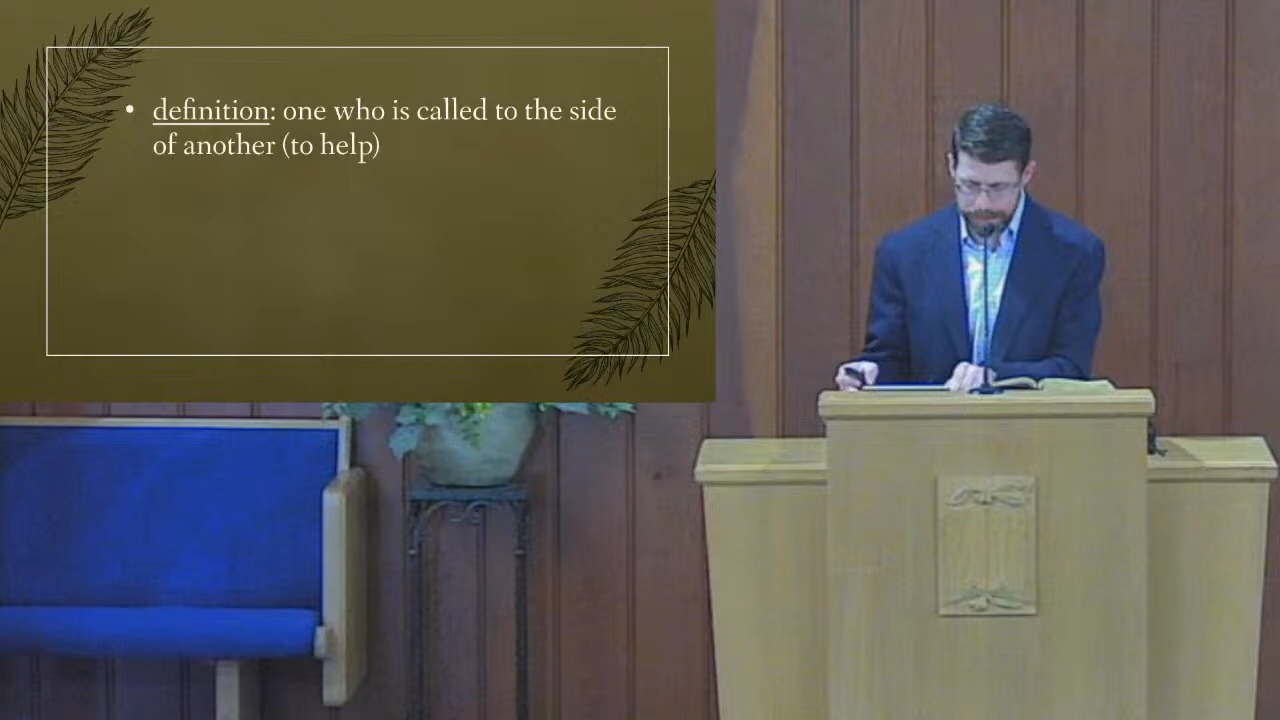 • definition: one who is called to the side
of another (to help)